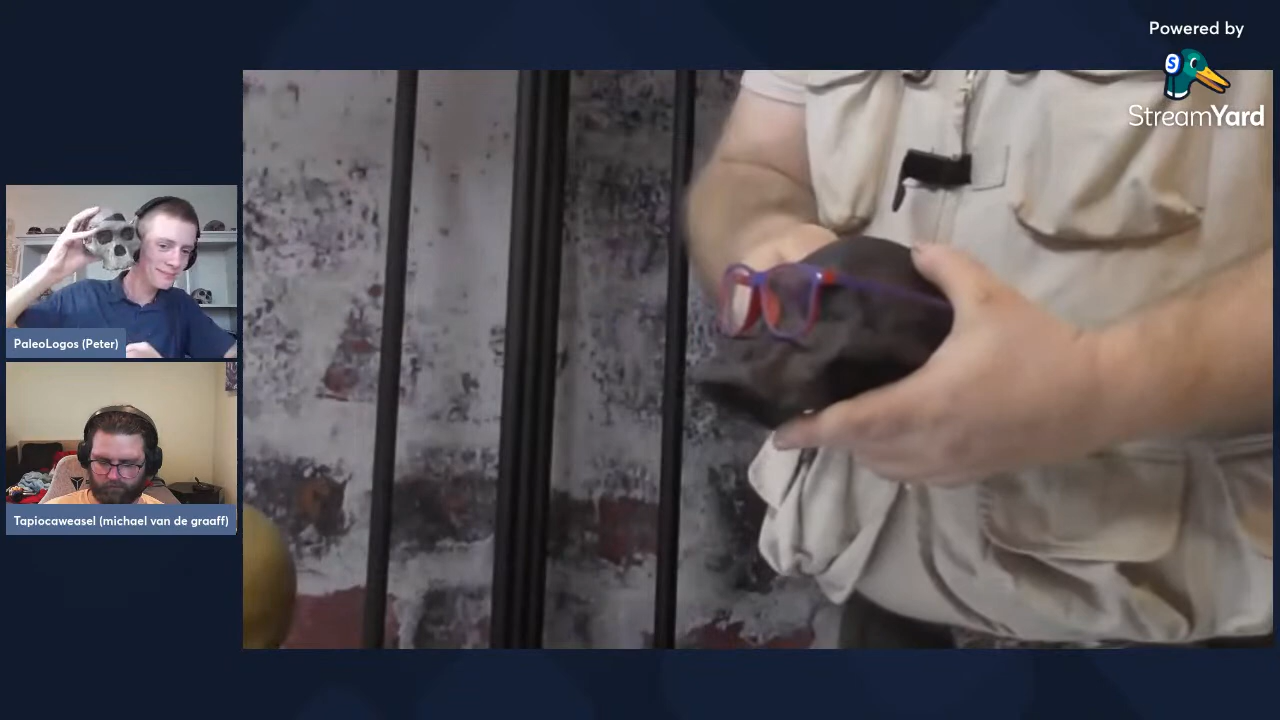 Powered by
S
StreamYard
PaleoLogos (Peter)
Tapiocaweasel (michael van de graaff)